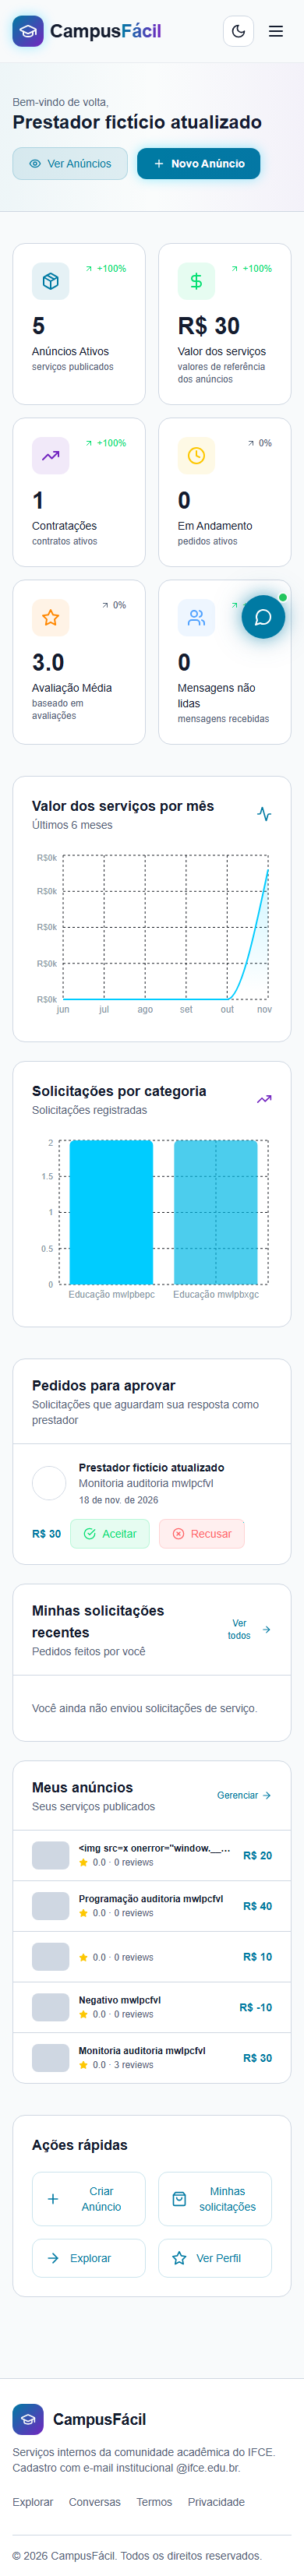 CampusFácil
Bem-vindo de volta,
Prestador fictício atualizado
Ver Anúncios
Novo Anúncio
+100%
5
Anúncios Ativos
serviços publicados
+100%
R$ 30
Valor dos serviços
valores de referência
dos anúncios
+100%
1
Contratações
contratos ativos
0%
0
Em Andamento
pedidos ativos
0%
3.0
Avaliação Média
baseado em
avaliações
0
Mensagens não
lidas
mensagens recebidas
Valor dos serviços por mês
Últimos 6 meses
R$0k
R$0k
R$0k
R$0k
R$0k
jun jul ago set out nov
Solicitações por categoria
Solicitações registradas
2
1.5
1
0.5
0
Educação mwlpbepc Educação mwlpbxgc
Pedidos para aprovar
Solicitações que aguardam sua resposta como
prestador
Prestador fictício atualizado
Monitoria auditoria mwlpcfvl
18 de nov. de 2026
R$ 30
Aceitar
Recusar
Minhas solicitações
recentes
Pedidos feitos por você
Ver
todos
Você ainda não enviou solicitações de serviço.
Meus anúncios
Seus serviços publicados
Gerenciar
<img src=x onerror="window.__...
0.0 · 0 reviews
R$ 20
Programação auditoria mwlpcfvl
0.0 · 0 reviews
R$ 40
0.0 · 0 reviews
R$ 10
Negativo mwlpcfvl
0.0 · 0 reviews
R$ -10
Monitoria auditoria mwlpcfvl
0.0 · 3 reviews
R$ 30
Ações rápidas
Criar
Anúncio
Minhas
solicitações
Explorar
Ver Perfil
CampusFácil
Serviços internos da comunidade acadêmica do IFCE.
Cadastro com e-mail institucional @ifce.edu.br.
Explorar Conversas Termos Privacidade
© 2026 CampusFácil. Todos os direitos reservados.